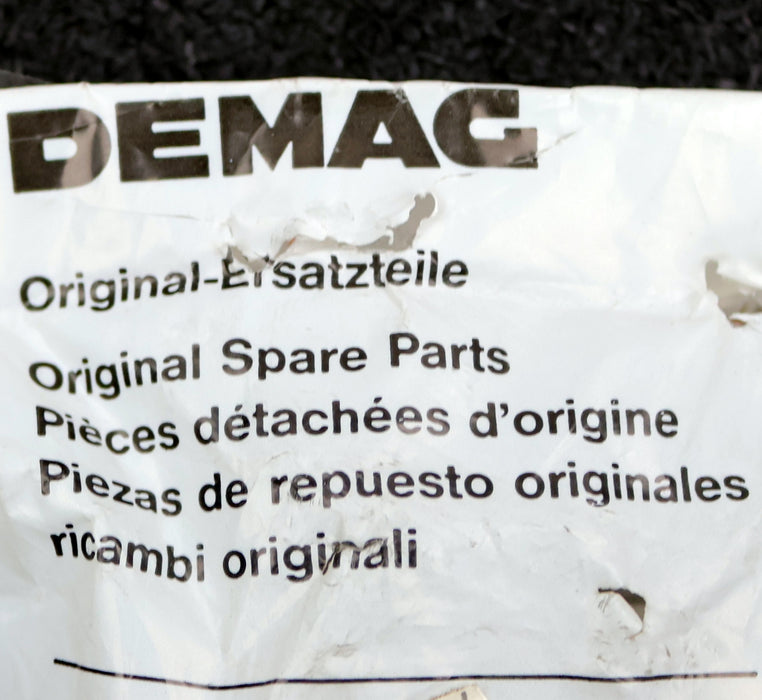 DEMAG
Original-Ersatzteile
Original Spare Parts
Pièces détachées d'origine
Piezas de repuesto originales
ricambi originali